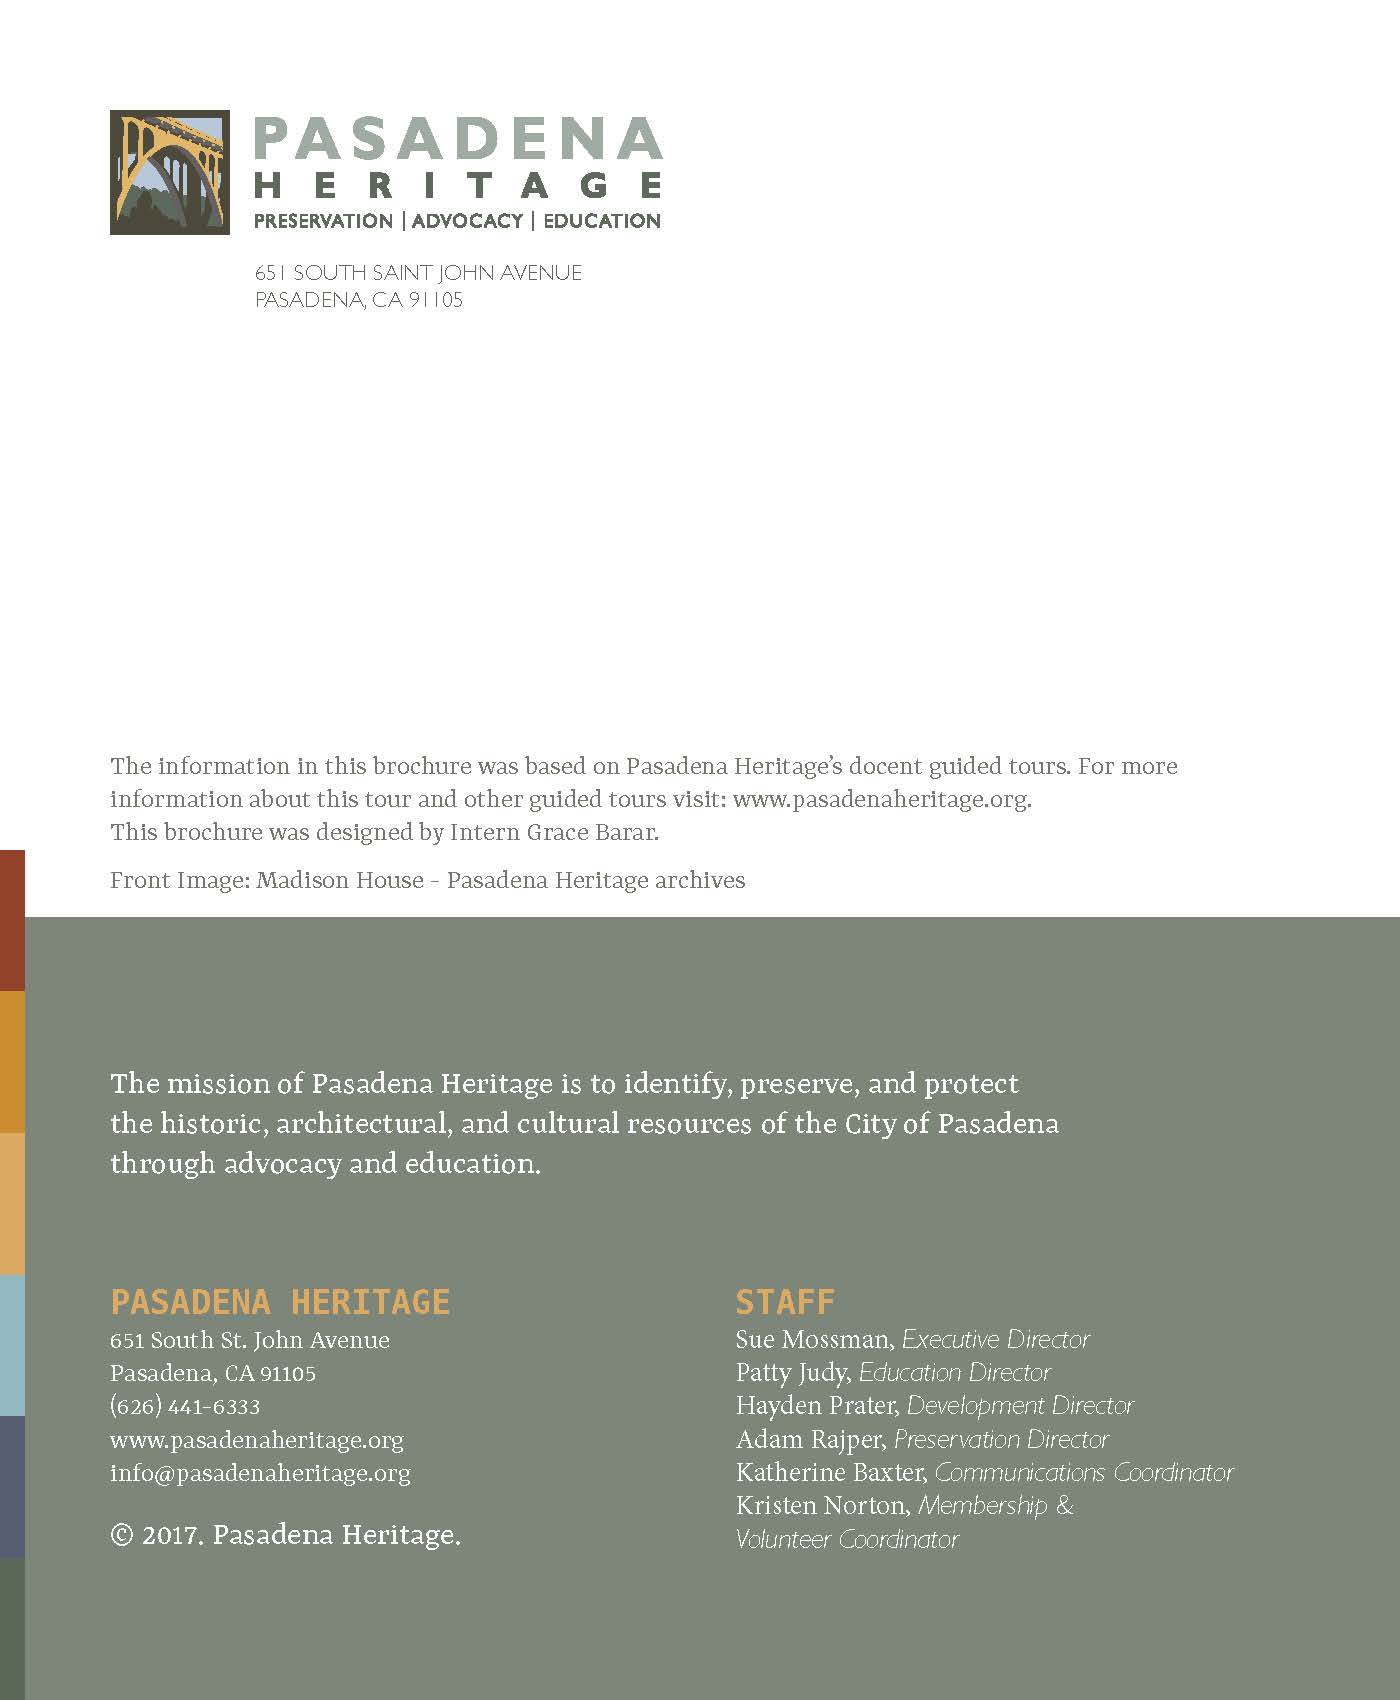 PASADENA
HERITAGE
PRESERVATION | ADVOCACY | EDUCATION
651 SOUTH SAINT JOHN AVENUE
PASADENA, CA 91105
The information in this brochure was based on Pasadena Heritage’s docent guided tours. For more
information about this tour and other guided tours visit: www.pasadenaheritage.org.
This brochure was designed by Intern Grace Barar.
Front Image: Madison House - Pasadena Heritage archives
The mission of Pasadena Heritage is to identify, preserve, and protect
the historic, architectural, and cultural resources of the City of Pasadena
through advocacy and education.
PASADENA HERITAGE
651 South St. John Avenue
Pasadena, CA 91105
(626) 441-6333
www.pasadenaheritage.org
info@pasadenaheritage.org
© 2017. Pasadena Heritage.
STAFF
Sue Mossman, Executive Director
Patty Judy, Education Director
Hayden Prater, Development Director
Adam Rajper, Preservation Director
Katherine Baxter, Communications Coordinator
Kristen Norton, Membership &
Volunteer Coordinator